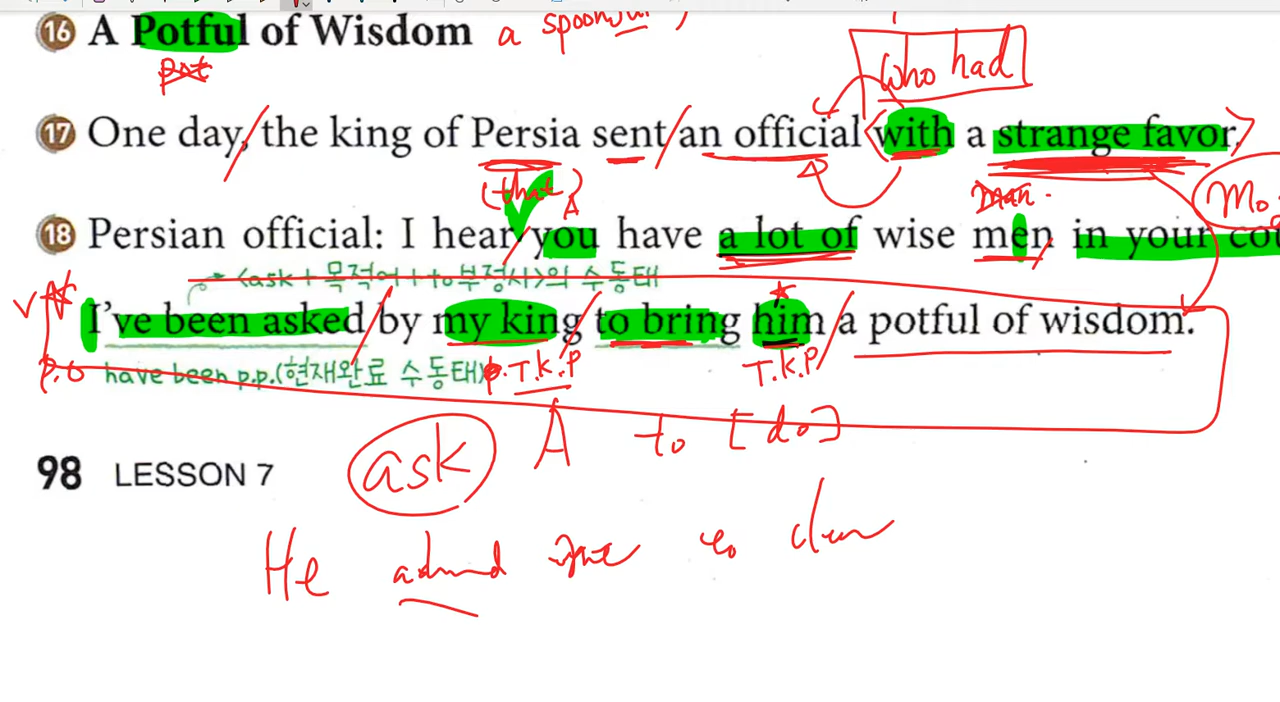 16 A Potful of Wisdom a spoonful
pot
who had
17 One day, the king of Persia sent an official with a strange favor.
(that) A man. Mo
18 Persian official: I hear you have a lot of wise men in your cou
<ask + 목적어 + to부정사>의 수동태
I've been asked by my king to bring him a potful of wisdom.
P.O have been p.p.(현재완료 수동태) T.K.P T.K.P
ask A to [do]
98 LESSON 7
He me to